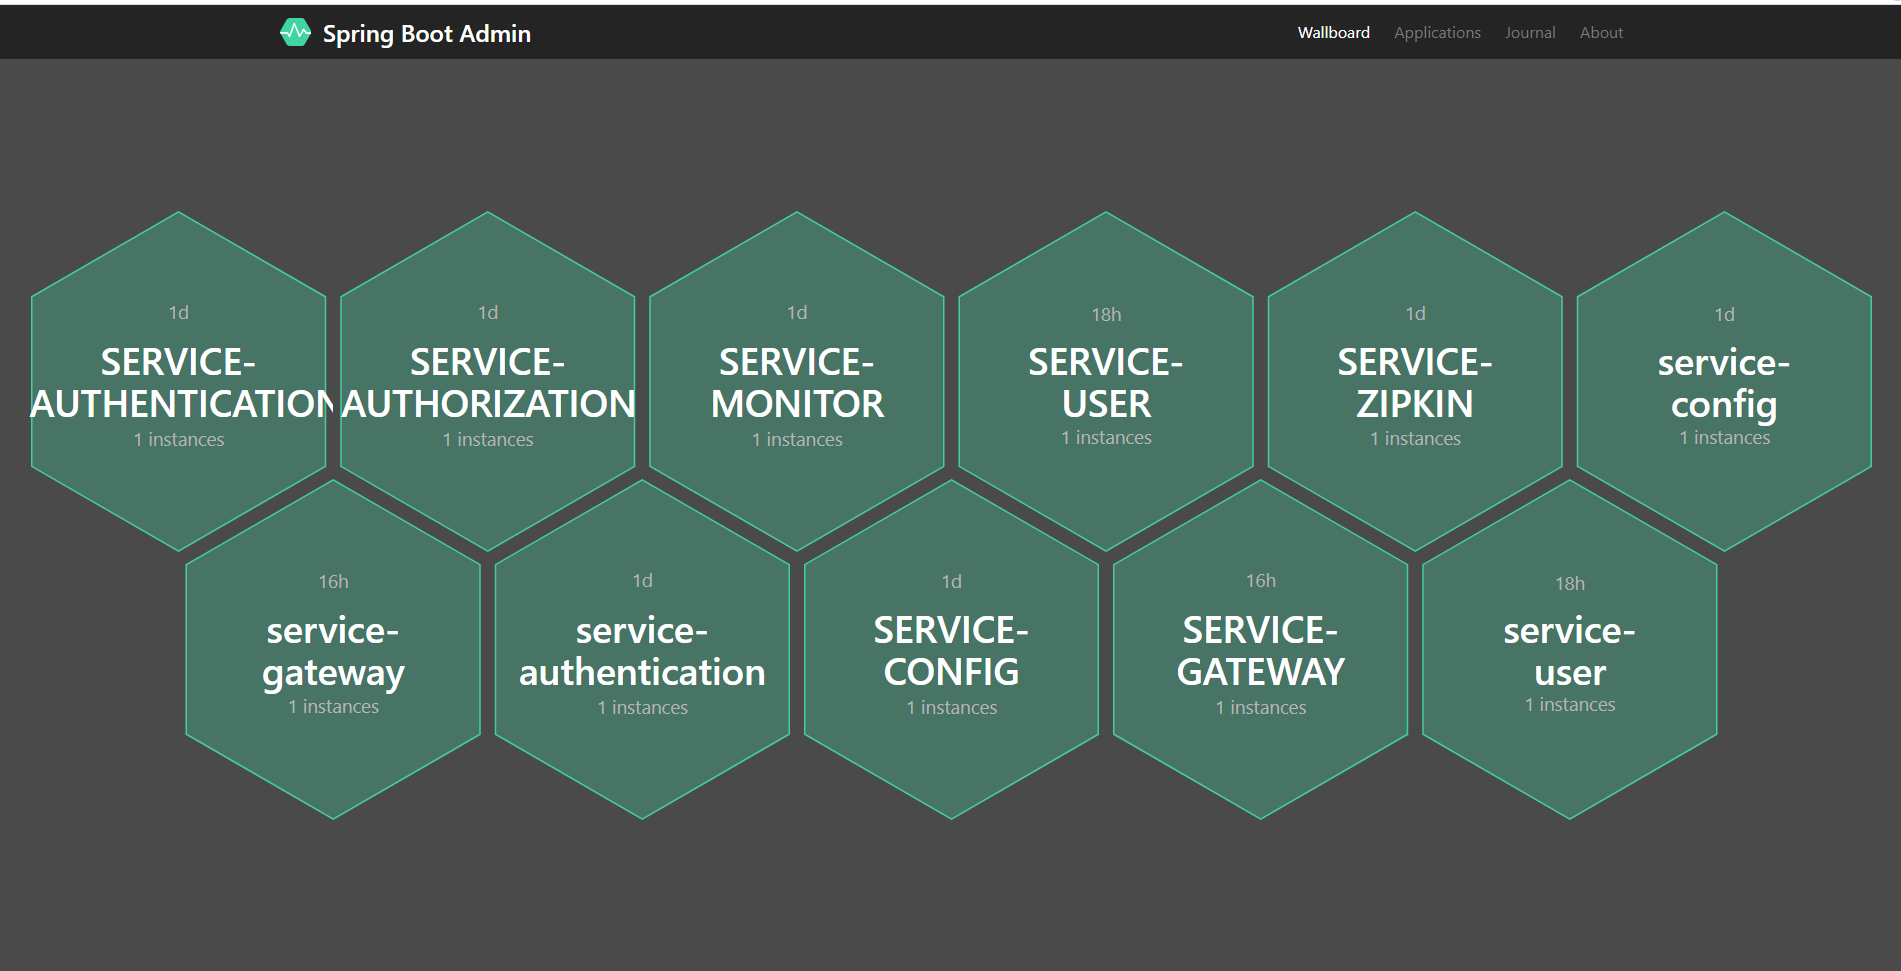 Spring Boot Admin
Wallboard Applications Journal About
1d
SERVICE-
AUTHENTICATION
1 instances
1d
SERVICE-
AUTHORIZATION
1 instances
1d
SERVICE-
MONITOR
1 instances
18h
SERVICE-
USER
1 instances
1d
SERVICE-
ZIPKIN
1 instances
1d
service-
config
1 instances
16h
service-
gateway
1 instances
1d
service-
authentication
1 instances
1d
SERVICE-
CONFIG
1 instances
16h
SERVICE-
GATEWAY
1 instances
18h
service-
user
1 instances